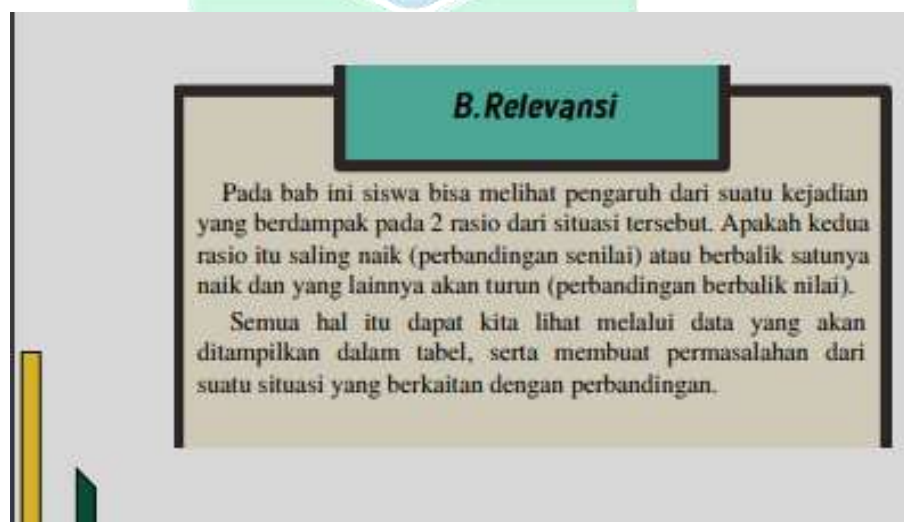 B.Relevansi
Pada bab ini siswa bisa melihat pengaruh dari suatu kejadian
yang berdampak pada 2 rasio dari situasi tersebut. Apakah kedua
rasio itu saling naik (perbandingan senilai) atau berbalik satunya
naik dan yang lainnya akan turun (perbandingan berbalik nilai).
Semua hal itu dapat kita lihat melalui data yang akan
ditampilkan dalam tabel, serta membuat permasalahan dari
suatu situasi yang berkaitan dengan perbandingan.